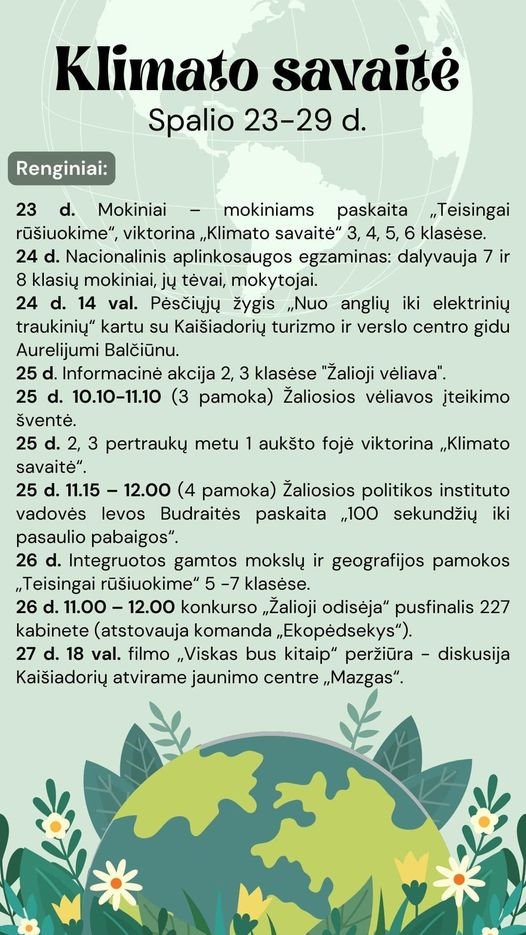 Klimato savaitė
Spalio 23-29 d.
Renginiai:
23 d. Mokiniai – mokiniams paskaita „Teisingai
rūšiuokime“, viktorina „Klimato savaitė“ 3, 4, 5, 6 klasėse.
24 d. Nacionalinis aplinkosaugos egzaminas: dalyvauja 7 ir
8 klasių mokiniai, jų tėvai, mokytojai.
24 d. 14 val. Pėsčiųjų žygis „Nuo anglių iki elektrinių
traukinių“ kartu su Kaišiadorių turizmo ir verslo centro gidu
Aurelijumi Balčiūnu.
25 d. Informacinė akcija 2, 3 klasėse "Žalioji vėliava".
25 d. 10.10-11.10 (3 pamoka) Žaliosios vėliavos įteikimo
šventė.
25 d. 2, 3 pertraukų metu 1 aukšto fojė viktorina „Klimato
savaitė“.
25 d. 11.15 – 12.00 (4 pamoka) Žaliosios politikos instituto
vadovės Ievos Budraitės paskaita „100 sekundžių iki
pasaulio pabaigos“.
26 d. Integruotos gamtos mokslų ir geografijos pamokos
„Teisingai rūšiuokime“ 5 -7 klasėse.
26 d. 11.00 – 12.00 konkurso „Žalioji odisėja“ pusfinalis 227
kabinete (atstovauja komanda „Ekopėdsekys“).
27 d. 18 val. filmo „Viskas bus kitaip“ peržiūra - diskusija
Kaišiadorių atvirame jaunimo centre „Mazgas“.